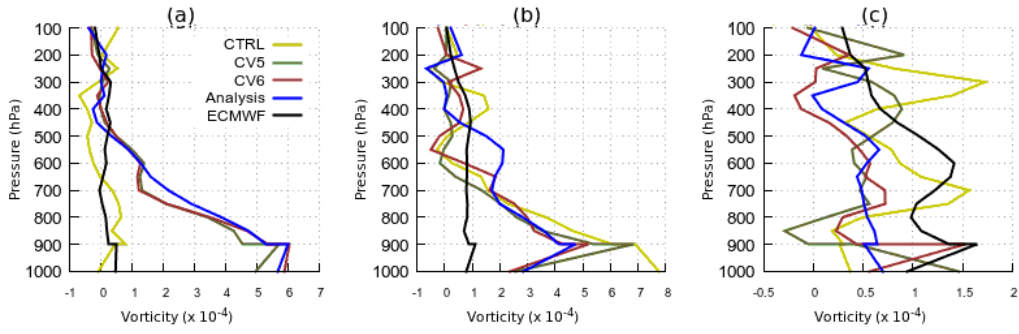 (a)
100
200
300
400
500
600
700
800
900
1000
Pressure (hPa)
CTRL
CV5
CV6
Analysis
ECMWF
-1 0 1 2 3 4 5 6 7
Vorticity (x 10-4)
(b)
100
200
300
400
500
600
700
800
900
1000
Pressure (hPa)
-1 0 1 2 3 4 5 6 7 8
Vorticity (x 10-4)
(c)
100
200
300
400
500
600
700
800
900
1000
Pressure (hPa)
-0.5 0 0.5 1 1.5 2
Vorticity (x 10-4)